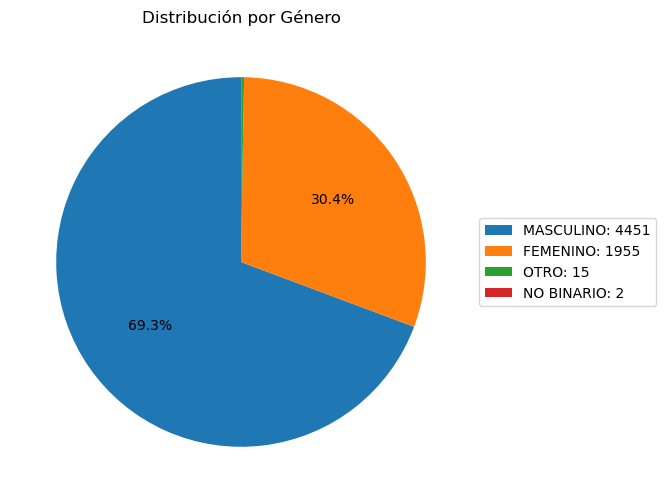 Distribución por Género
30.4%
69.3%
MASCULINO: 4451
FEMENINO: 1955
OTRO: 15
NO BINARIO: 2